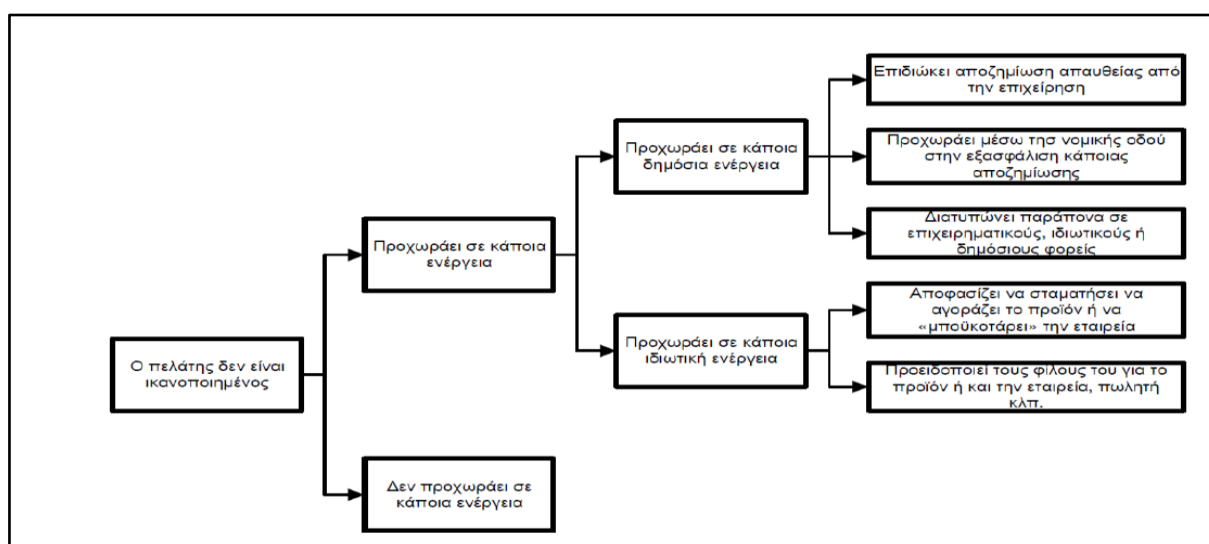 Ο πελάτης δεν είναι
ικανοποιημένος
Προχωράει σε κάποια
ενέργεια
Δεν προχωράει σε
κάποια ενέργεια
Προχωράει σε κάποια
δημόσια ενέργεια
Προχωράει σε κάποια
ιδιωτική ενέργεια
Επιδιώκει αποζημίωση απαυθείας από
την επιχείρηση
Προχωράει μέσω τησ νομικής οδού
στην εξασφάλιση κάποιας
αποζημίωσης
Διατυπώνει παράπονα σε
επιχειρηματικούς, ιδιωτικούς ή
δημόσιους φορείς
Αποφασίζει να σταματήσει να
αγοράζει το προϊόν ή να
«μποϋκοτάρει» την εταιρεία
Προειδοποιεί τους φίλους του για το
προϊόν ή και την εταιρεία, πωλητή
κλπ.